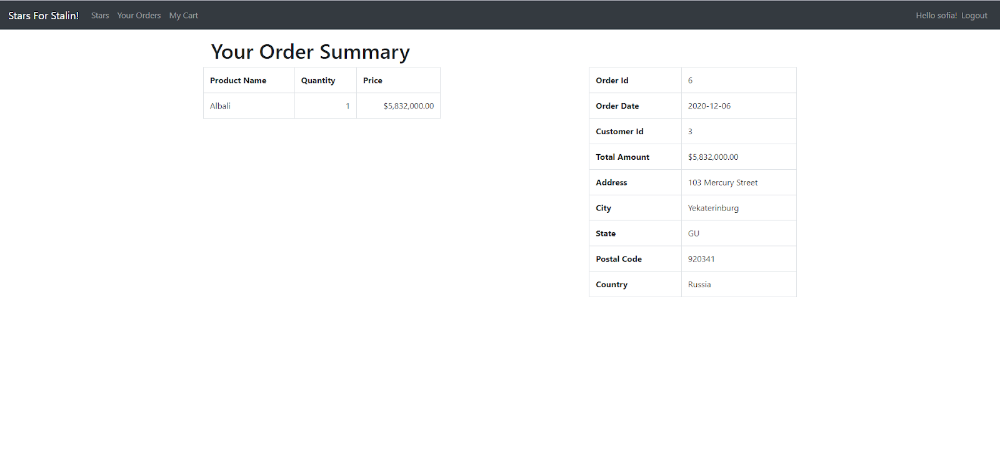 Stars For Stalin! Stars Your Orders My Cart Hello sofia! Logout
Your Order Summary
Product Name Quantity Price
Albali 1 $5,832,000.00
Order Id 6
Order Date 2020-12-06
Customer Id 3
Total Amount $5,832,000.00
Address 103 Mercury Street
City Yekaterinburg
State GU
Postal Code 920341
Country Russia